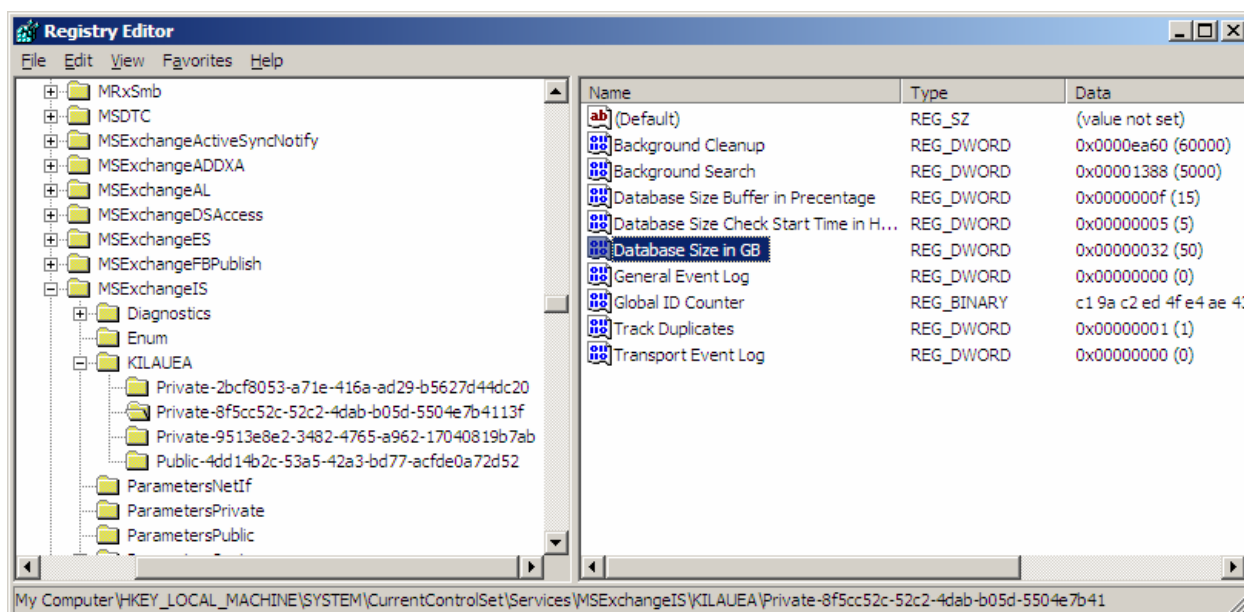 Registry Editor
File Edit View Favorites Help
MRxSmb
MSDTC
MSExchangeActiveSyncNotify
MSExchangeADDXA
MSExchangeAL
MSExchangeDSAccess
MSExchangeES
MSExchangeFBPublish
MSExchangeIS
Diagnostics
Enum
KILAUEA
Private-2bcf8053-a71e-416a-ad29-b5627d44dc20
Private-8f5cc52c-52c2-4dab-b05d-5504e7b4113f
Private-9513e8e2-3482-4765-a962-17040819b7ab
Public-4dd14b2c-53a5-42a3-bd77-acfde0a72d52
ParametersNetIf
ParametersPrivate
ParametersPublic
Name Type Data
(Default) REG_SZ (value not set)
Background Cleanup REG_DWORD 0x0000ea60 (60000)
Background Search REG_DWORD 0x00001388 (5000)
Database Size Buffer in Precentage REG_DWORD 0x0000000f (15)
Database Size Check Start Time in H... REG_DWORD 0x00000005 (5)
Database Size in GB REG_DWORD 0x00000032 (50)
General Event Log REG_DWORD 0x00000000 (0)
Global ID Counter REG_BINARY c1 9a c2 ed 4f e4 ae
Track Duplicates REG_DWORD 0x00000001 (1)
Transport Event Log REG_DWORD 0x00000000 (0)
My Computer\HKEY_LOCAL_MACHINE\SYSTEM\CurrentControlSet\Services\MSExchangeIS\KILAUEA\Private-8f5cc52c-52c2-4dab-b05d-5504e7b41